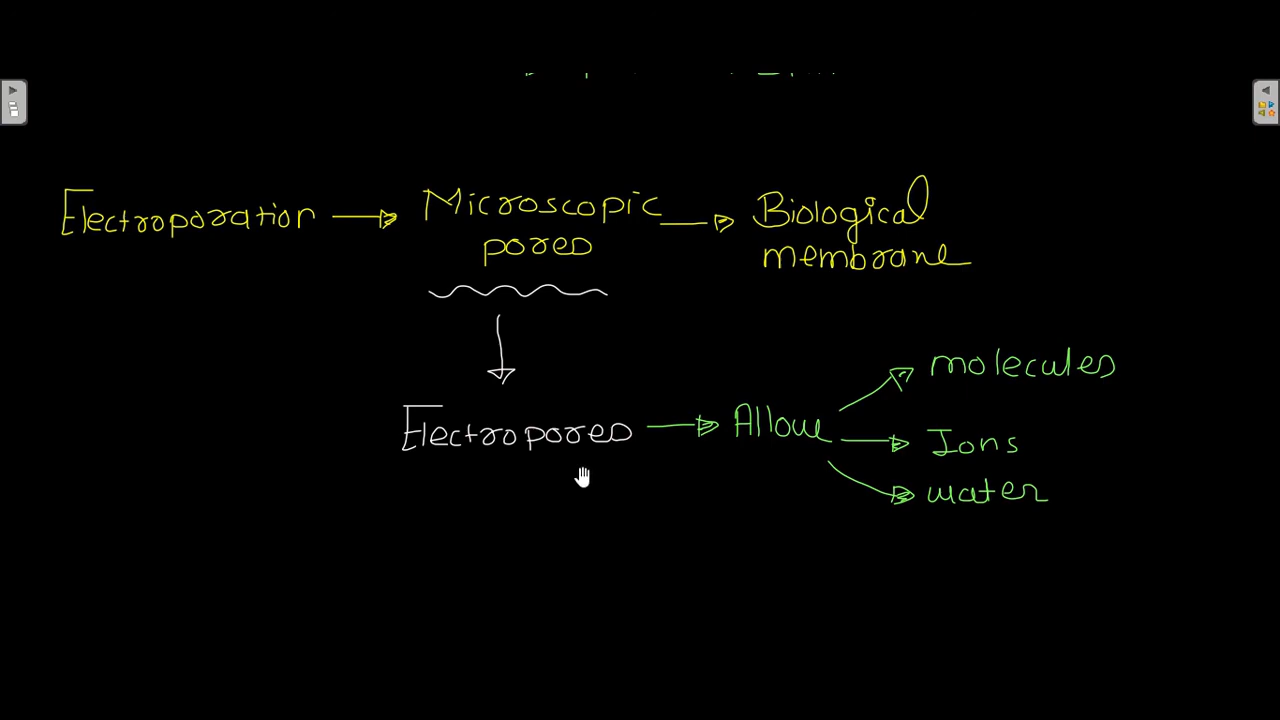 Electroporation → Microscopic pores → Biological membrane
Electropores → Allow
molecules
Ions
water